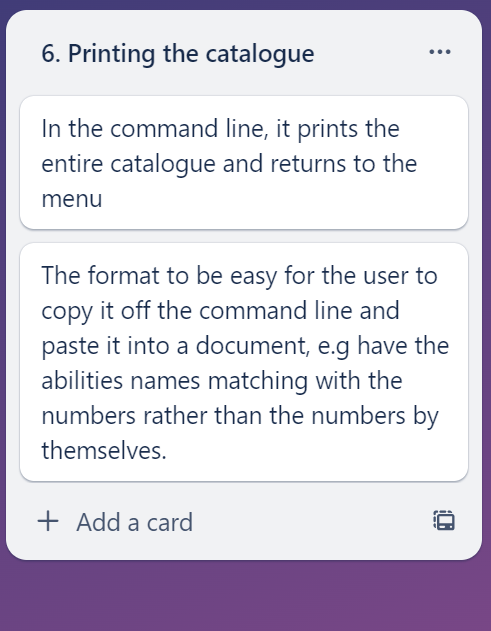 6. Printing the catalogue
In the command line, it prints the
entire catalogue and returns to the
menu
The format to be easy for the user to
copy it off the command line and
paste it into a document, e.g have the
abilities names matching with the
numbers rather than the numbers by
themselves.
Add a card